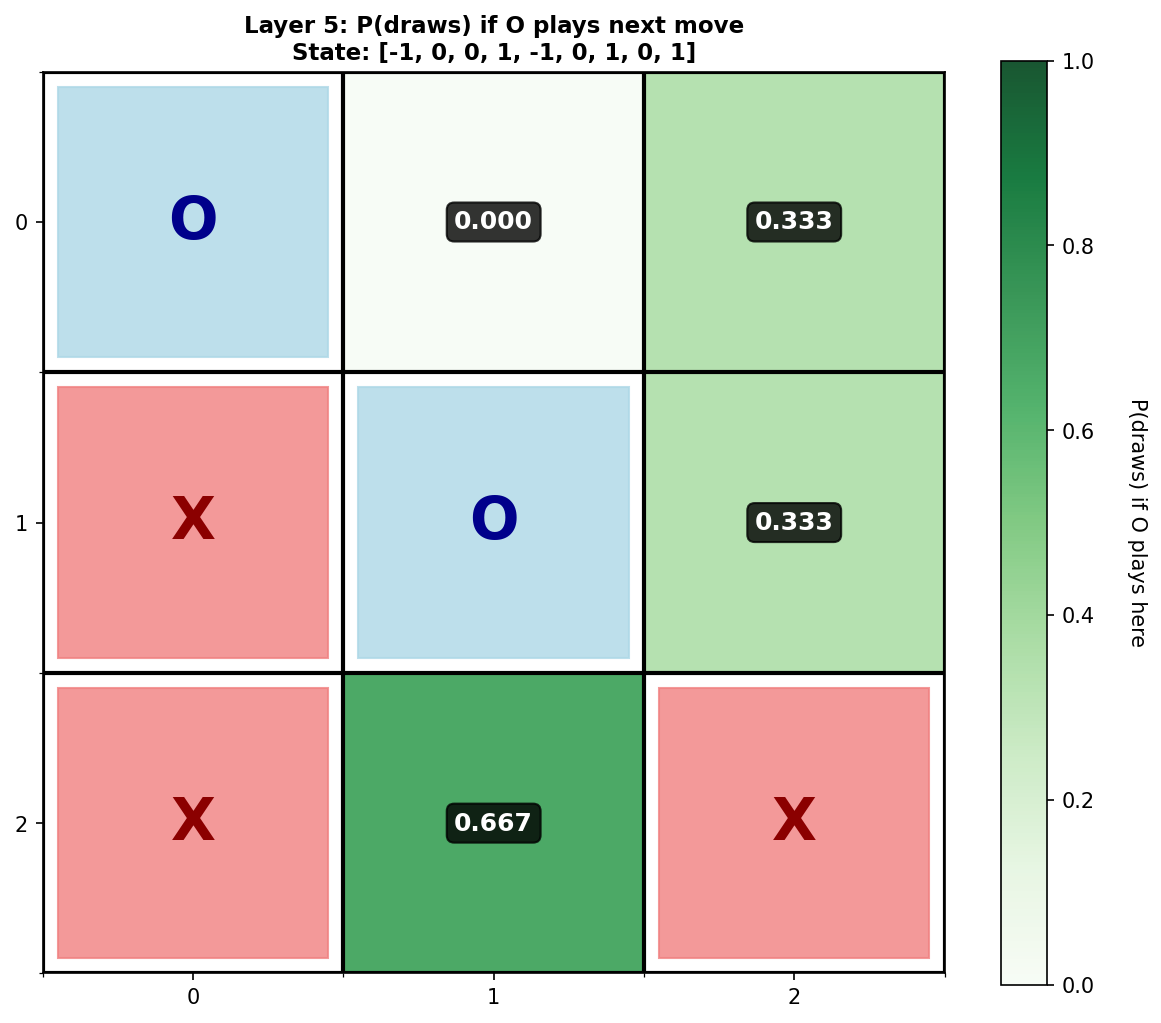 Layer 5: P(draws) if O plays next move
State: [-1, 0, 0, 1, -1, 0, 1, 0, 1]
1.0
0.8
0.6
0.4
0.2
0.0
P(draws) if O plays here
0
O
0.000
0.333
1
X
O
0.333
2
X
0.667
X
0
1
2